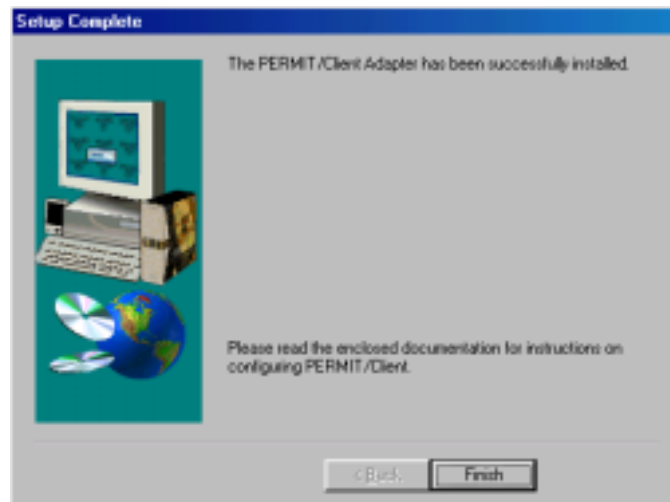 Setup Complete
The PERMIT/Client Adapter has been successfully installed.
Please read the enclosed documentation for instructions on
configuring PERMIT/Client.
< Back
Finish